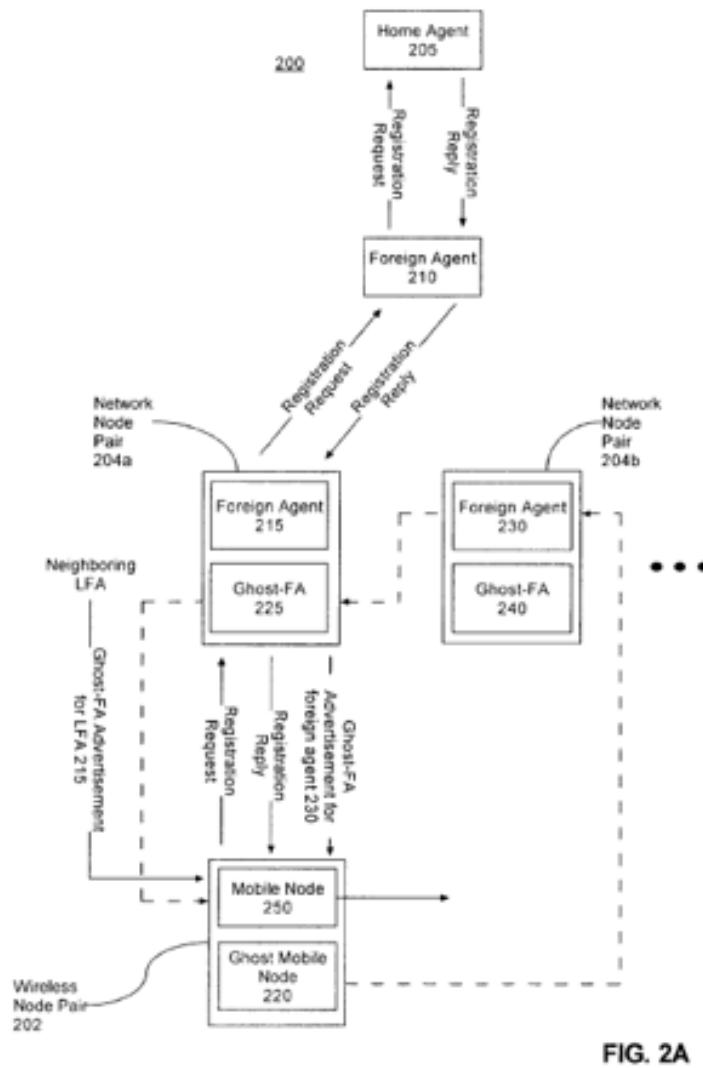 Home Agent
205
200
Registration
Request
Registration
Reply
Foreign Agent
210
Registration
Request
Registration
Reply
Network
Node
Pair
204a
Network
Node
Pair
204b
Foreign Agent
215
Foreign Agent
230
Neighboring
LFA
Ghost-FA
225
Ghost-FA
240
Ghost-FA Advertisement
for LFA 215
Registration
Request
Registration
Reply
Ghost-FA
Advertisement for
foreign agent 230
Mobile Node
250
Ghost Mobile
Node
220
Wireless
Node Pair
202
FIG. 2A